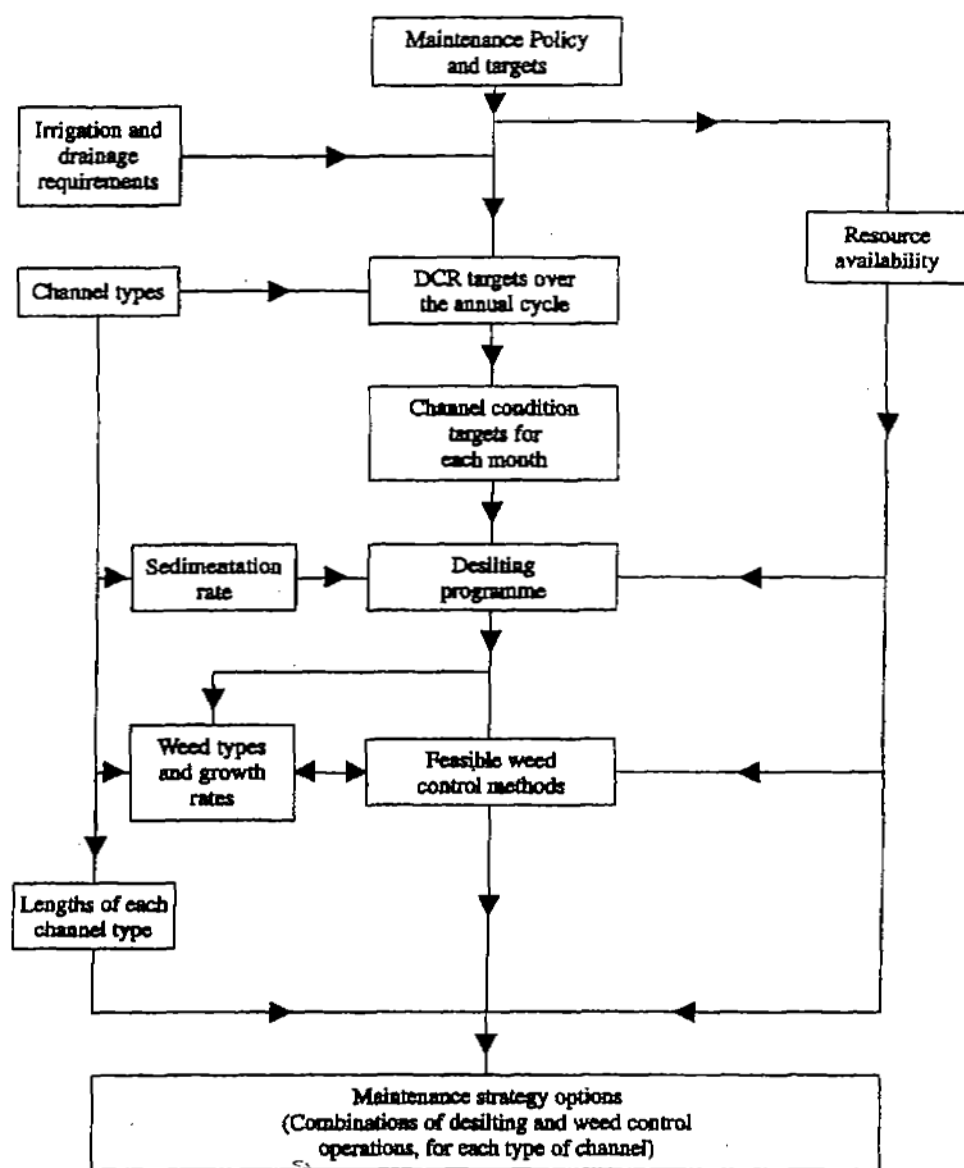 Maintenance Policy
and targets
Irrigation and
drainage
requirements
Resource
availability
Channel types
DCR targets over
the annual cycle
Channel condition
targets for
each month
Sedimentation
rate
Desilting
programme
Weed types
and growth
rates
Feasible weed
control methods
Lengths of each
channel type
Maintenance strategy options
(Combinations of desilting and weed control
operations, for each type of channel)